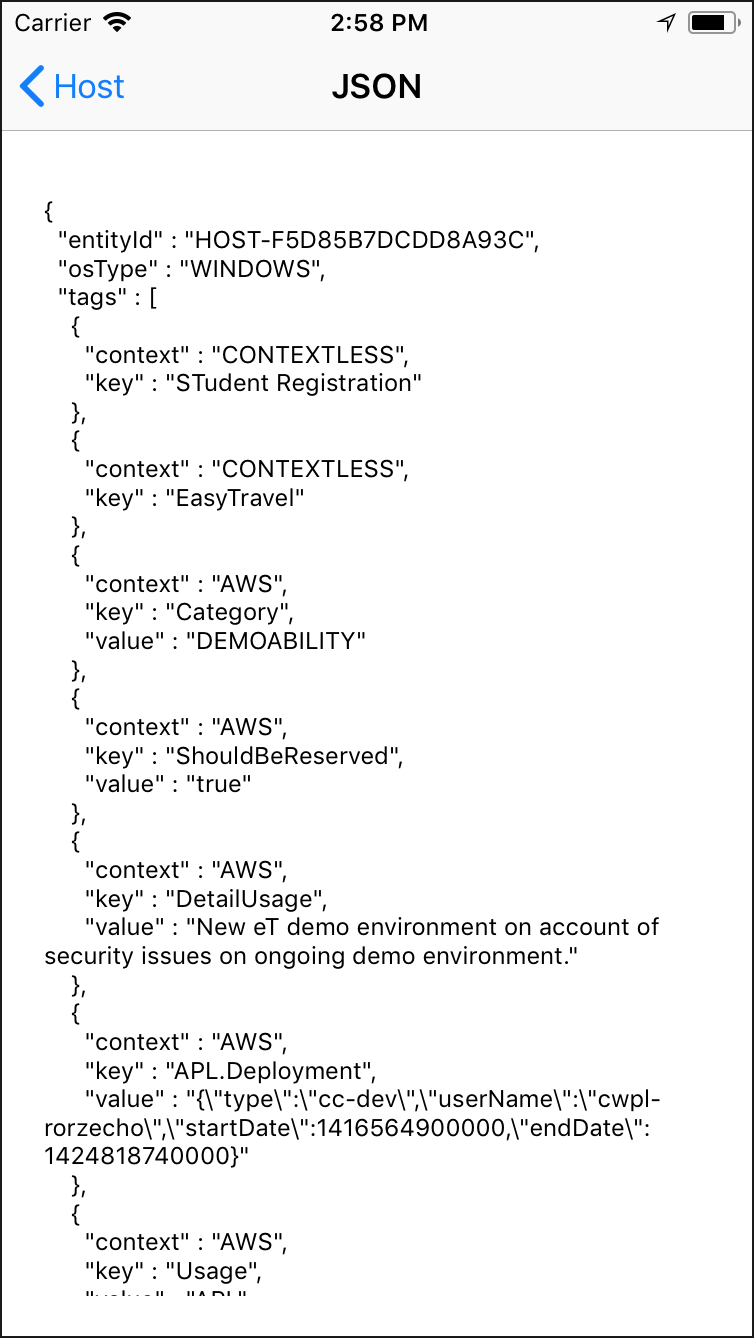 Carrier 2:58 PM
Host JSON
{
"entityId" : "HOST-F5D85B7DCDD8A93C",
"osType" : "WINDOWS",
"tags" : [
{
"context" : "CONTEXTLESS",
"key" : "STudent Registration"
},
{
"context" : "CONTEXTLESS",
"key" : "EasyTravel"
},
{
"context" : "AWS",
"key" : "Category",
"value" : "DEMOABILITY"
},
{
"context" : "AWS",
"key" : "ShouldBeReserved",
"value" : "true"
},
{
"context" : "AWS",
"key" : "DetailUsage",
"value" : "New eT demo environment on account of
security issues on ongoing demo environment."
},
{
"context" : "AWS",
"key" : "APL.Deployment",
"value" : "{\"type\":\"cc-dev\",\"userName\":\"cwpl-
rorzecho\",\"startDate\":1416564900000,\"endDate\":
1424818740000}"
},
{
"context" : "AWS",
"key" : "Usage",
"value" : "API"